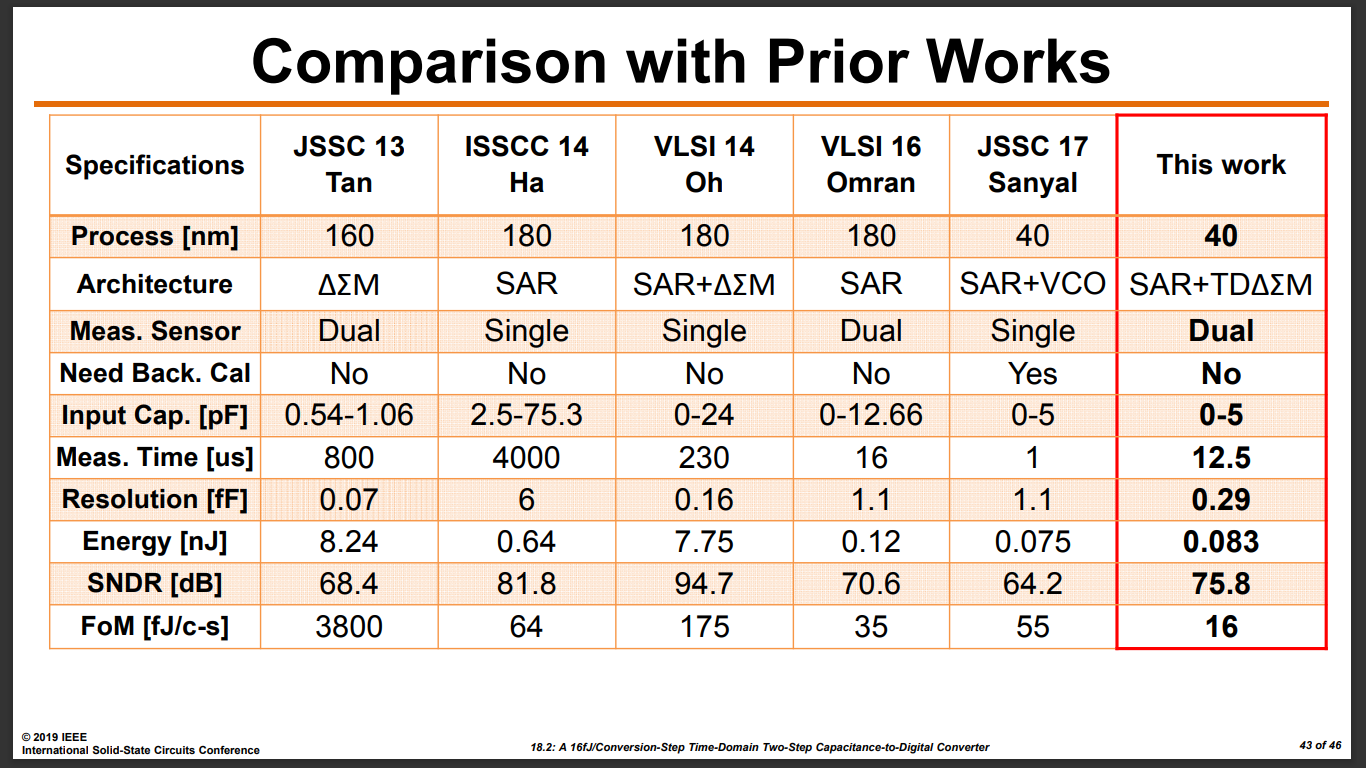 Comparison with Prior Works
Specifications JSSC 13 Tan ISSCC 14 Ha VLSI 14 Oh VLSI 16 Omran JSSC 17 Sanyal This work
Process [nm] 160 180 180 180 40 40
Architecture ΔΣM SAR SAR+ΔΣM SAR SAR+VCO SAR+TDΔΣM
Meas. Sensor Dual Single Single Dual Single Dual
Need Back. Cal No No No No Yes No
Input Cap. [pF] 0.54-1.06 2.5-75.3 0-24 0-12.66 0-5 0-5
Meas. Time [us] 800 4000 230 16 1 12.5
Resolution [fF] 0.07 6 0.16 1.1 1.1 0.29
Energy [nJ] 8.24 0.64 7.75 0.12 0.075 0.083
SNDR [dB] 68.4 81.8 94.7 70.6 64.2 75.8
FoM [fJ/c-s] 3800 64 175 35 55 16
© 2019 IEEE
International Solid-State Circuits Conference
18.2: A 16fJ/Conversion-Step Time-Domain Two-Step Capacitance-to-Digital Converter
43 of 46